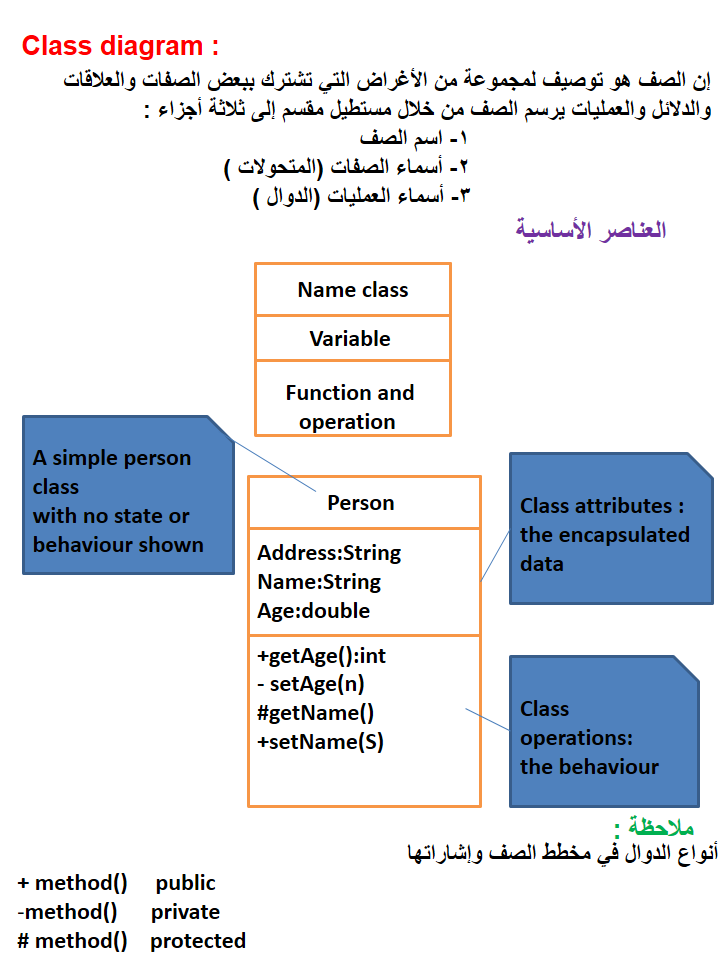 Class diagram :
إن الصف هو توصيف لمجموعة من الأغراض التي تشترك ببعض الصفات والعلاقات
والدلائل والعمليات يرسم الصف من خلال مستطيل مقسم إلى ثلاثة أجزاء :
١- اسم الصف
٢- أسماء الصفات (المتحولات )
٣- أسماء العمليات (الدوال )
العناصر الأساسية
Name class
Variable
Function and
operation
A simple person
class
with no state or
behaviour shown
Person
Address:String
Name:String
Age:double
Class attributes :
the encapsulated
data
+getAge():int
- setAge(n)
#getName()
+setName(S)
Class
operations:
the behaviour
ملاحظة :
أنواع الدوال في مخطط الصف وإشاراتها
+ method() public
-method() private
# method() protected